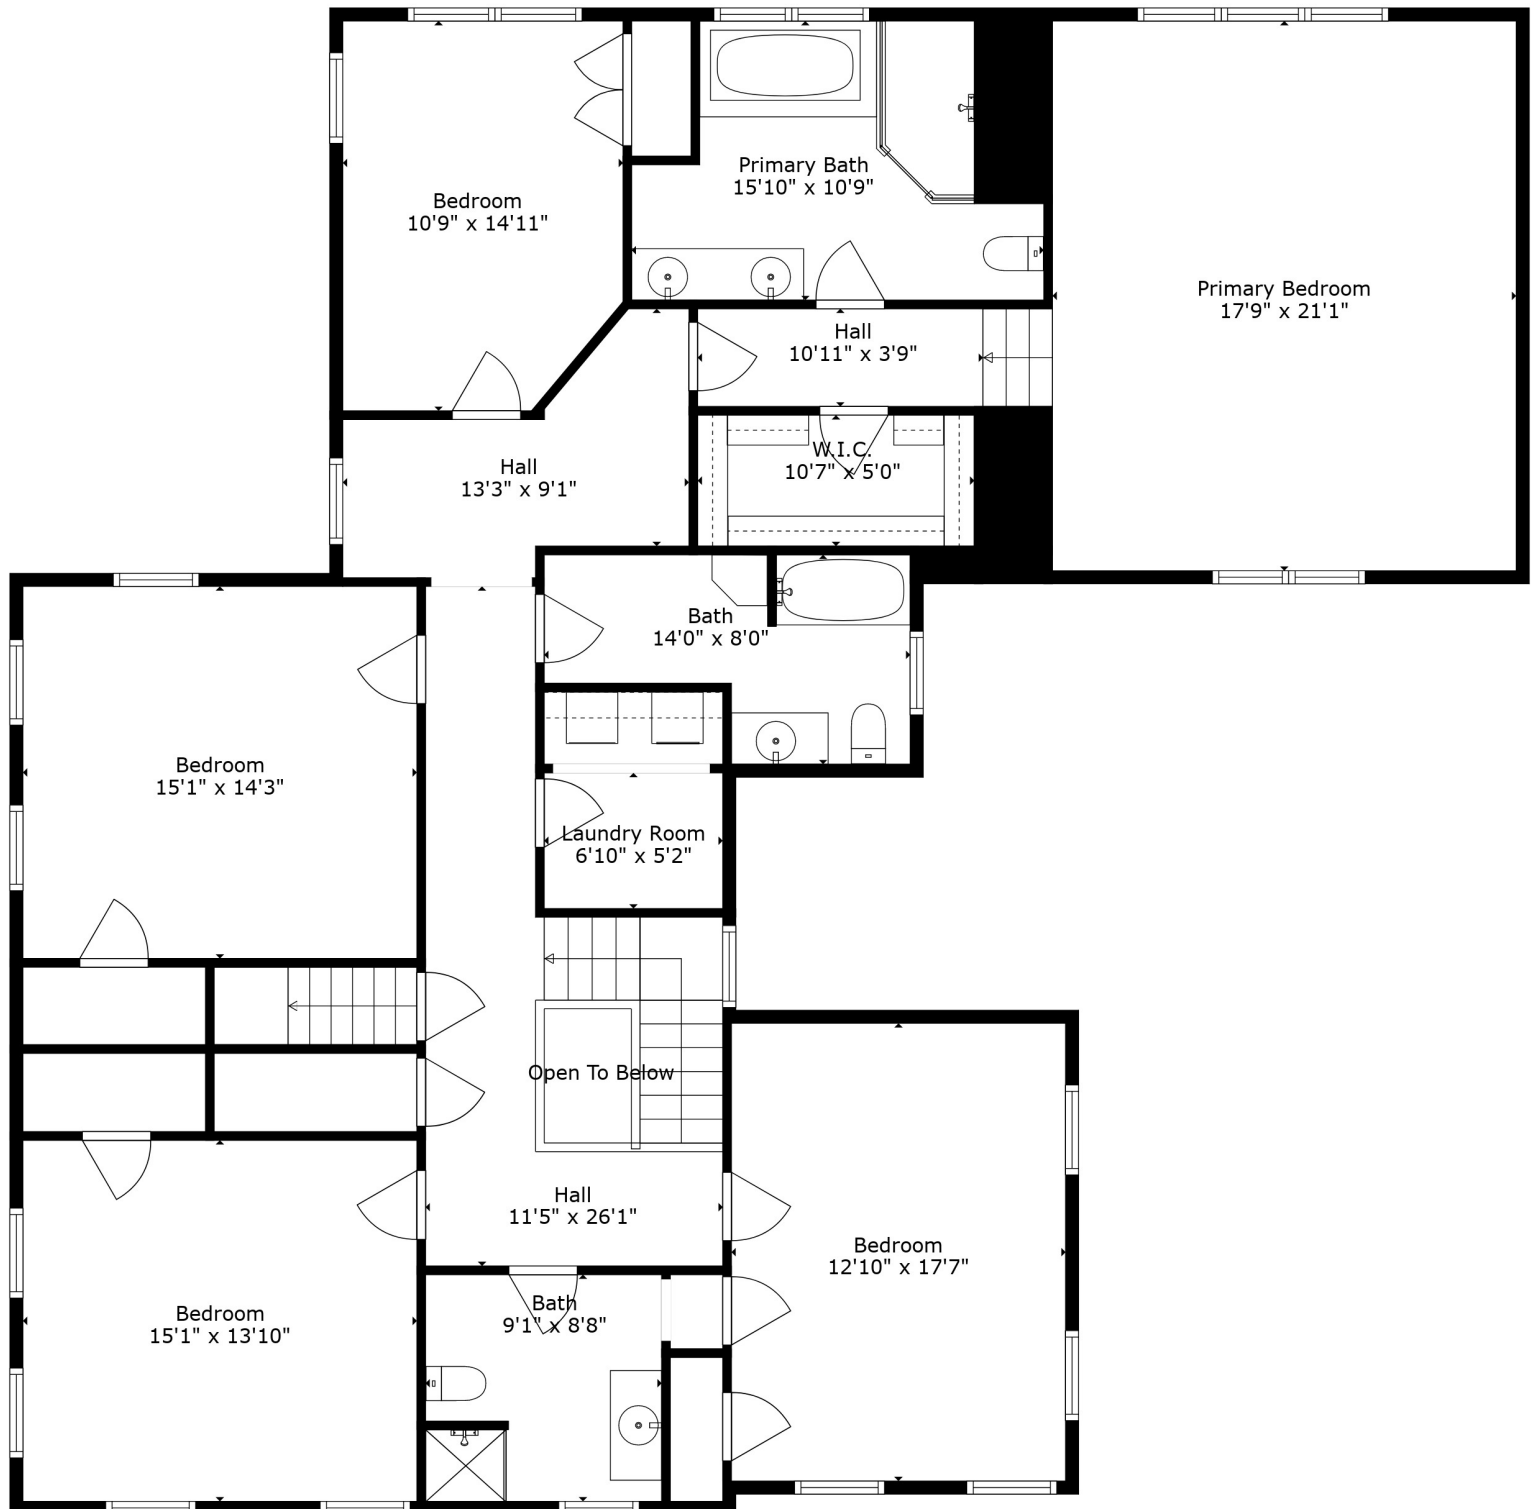 Primary Bath
15'10" x 10'9"
Bedroom
10'9" x 14'11"
Primary Bedroom
17'9" x 21'1"
Hall
10'11" x 3'9"
W.I.C.
10'7" x 5'0"
Hall
13'3" x 9'1"
Bath
14'0" x 8'0"
Bedroom
15'1" x 14'3"
Laundry Room
6'10" x 5'2"
Open To Below
Hall
11'5" x 26'1"
Bedroom
12'10" x 17'7"
Bath
9'1" x 8'8"
Bedroom
15'1" x 13'10"